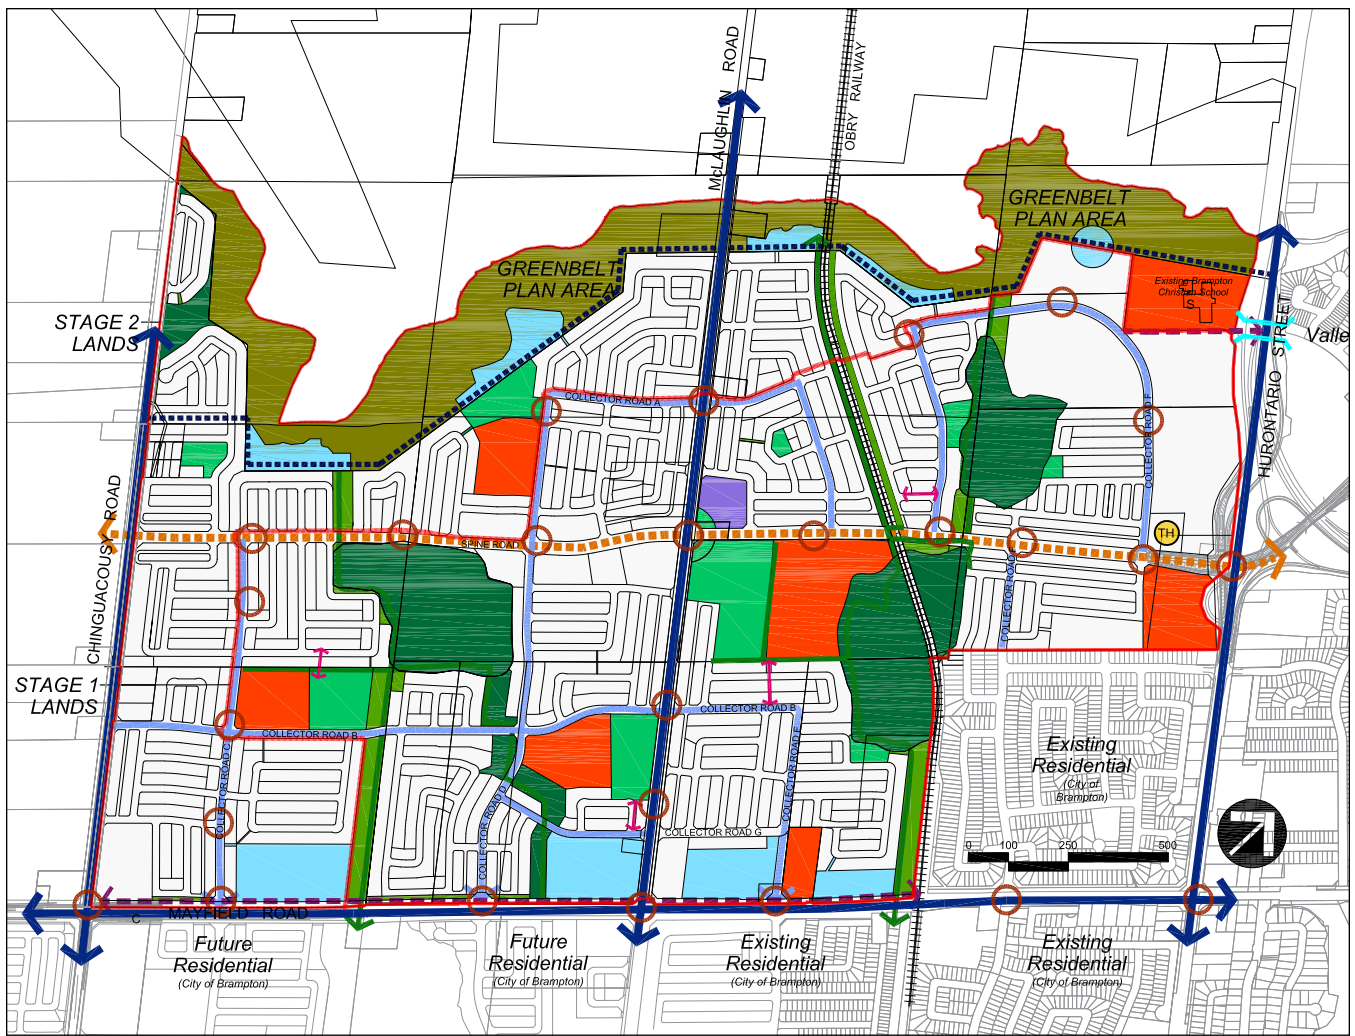 McLAUGHLIN ROAD
OBRY RAILWAY
GREENBELT
PLAN AREA
GREENBELT
PLAN AREA
Existing Brampton
Christian School
S
STAGE 2
LANDS
Valle
HURONTARIO STREET
COLLECTOR ROAD A
COLLECTOR ROAD F
CHINGUACOUSY ROAD
SPINE ROAD
TH
COLLECTOR ROAD
STAGE 1
LANDS
COLLECTOR ROAD B
COLLECTOR ROAD B
COLLECTOR ROAD C
COLLECTOR ROAD D
COLLECTOR ROAD E
COLLECTOR ROAD G
Existing
Residential
(City of
Brampton)
0 100 250 500
C MAYFIELD ROAD
Future
Residential
(City of Brampton)
Future
Residential
(City of Brampton)
Existing
Residential
(City of Brampton)
Existing
Residential
(City of Brampton)